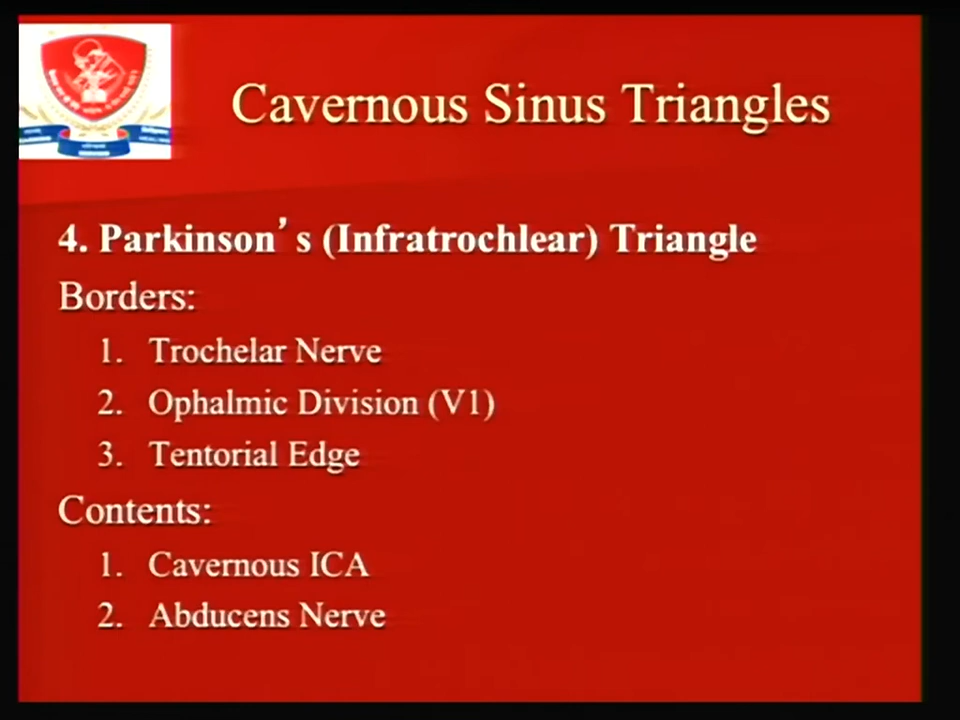 Cavernous Sinus Triangles
4. Parkinson's (Infratrochlear) Triangle
Borders:
1. Trochelar Nerve
2. Ophalmic Division (V1)
3. Tentorial Edge
Contents:
1. Cavernous ICA
2. Abducens Nerve